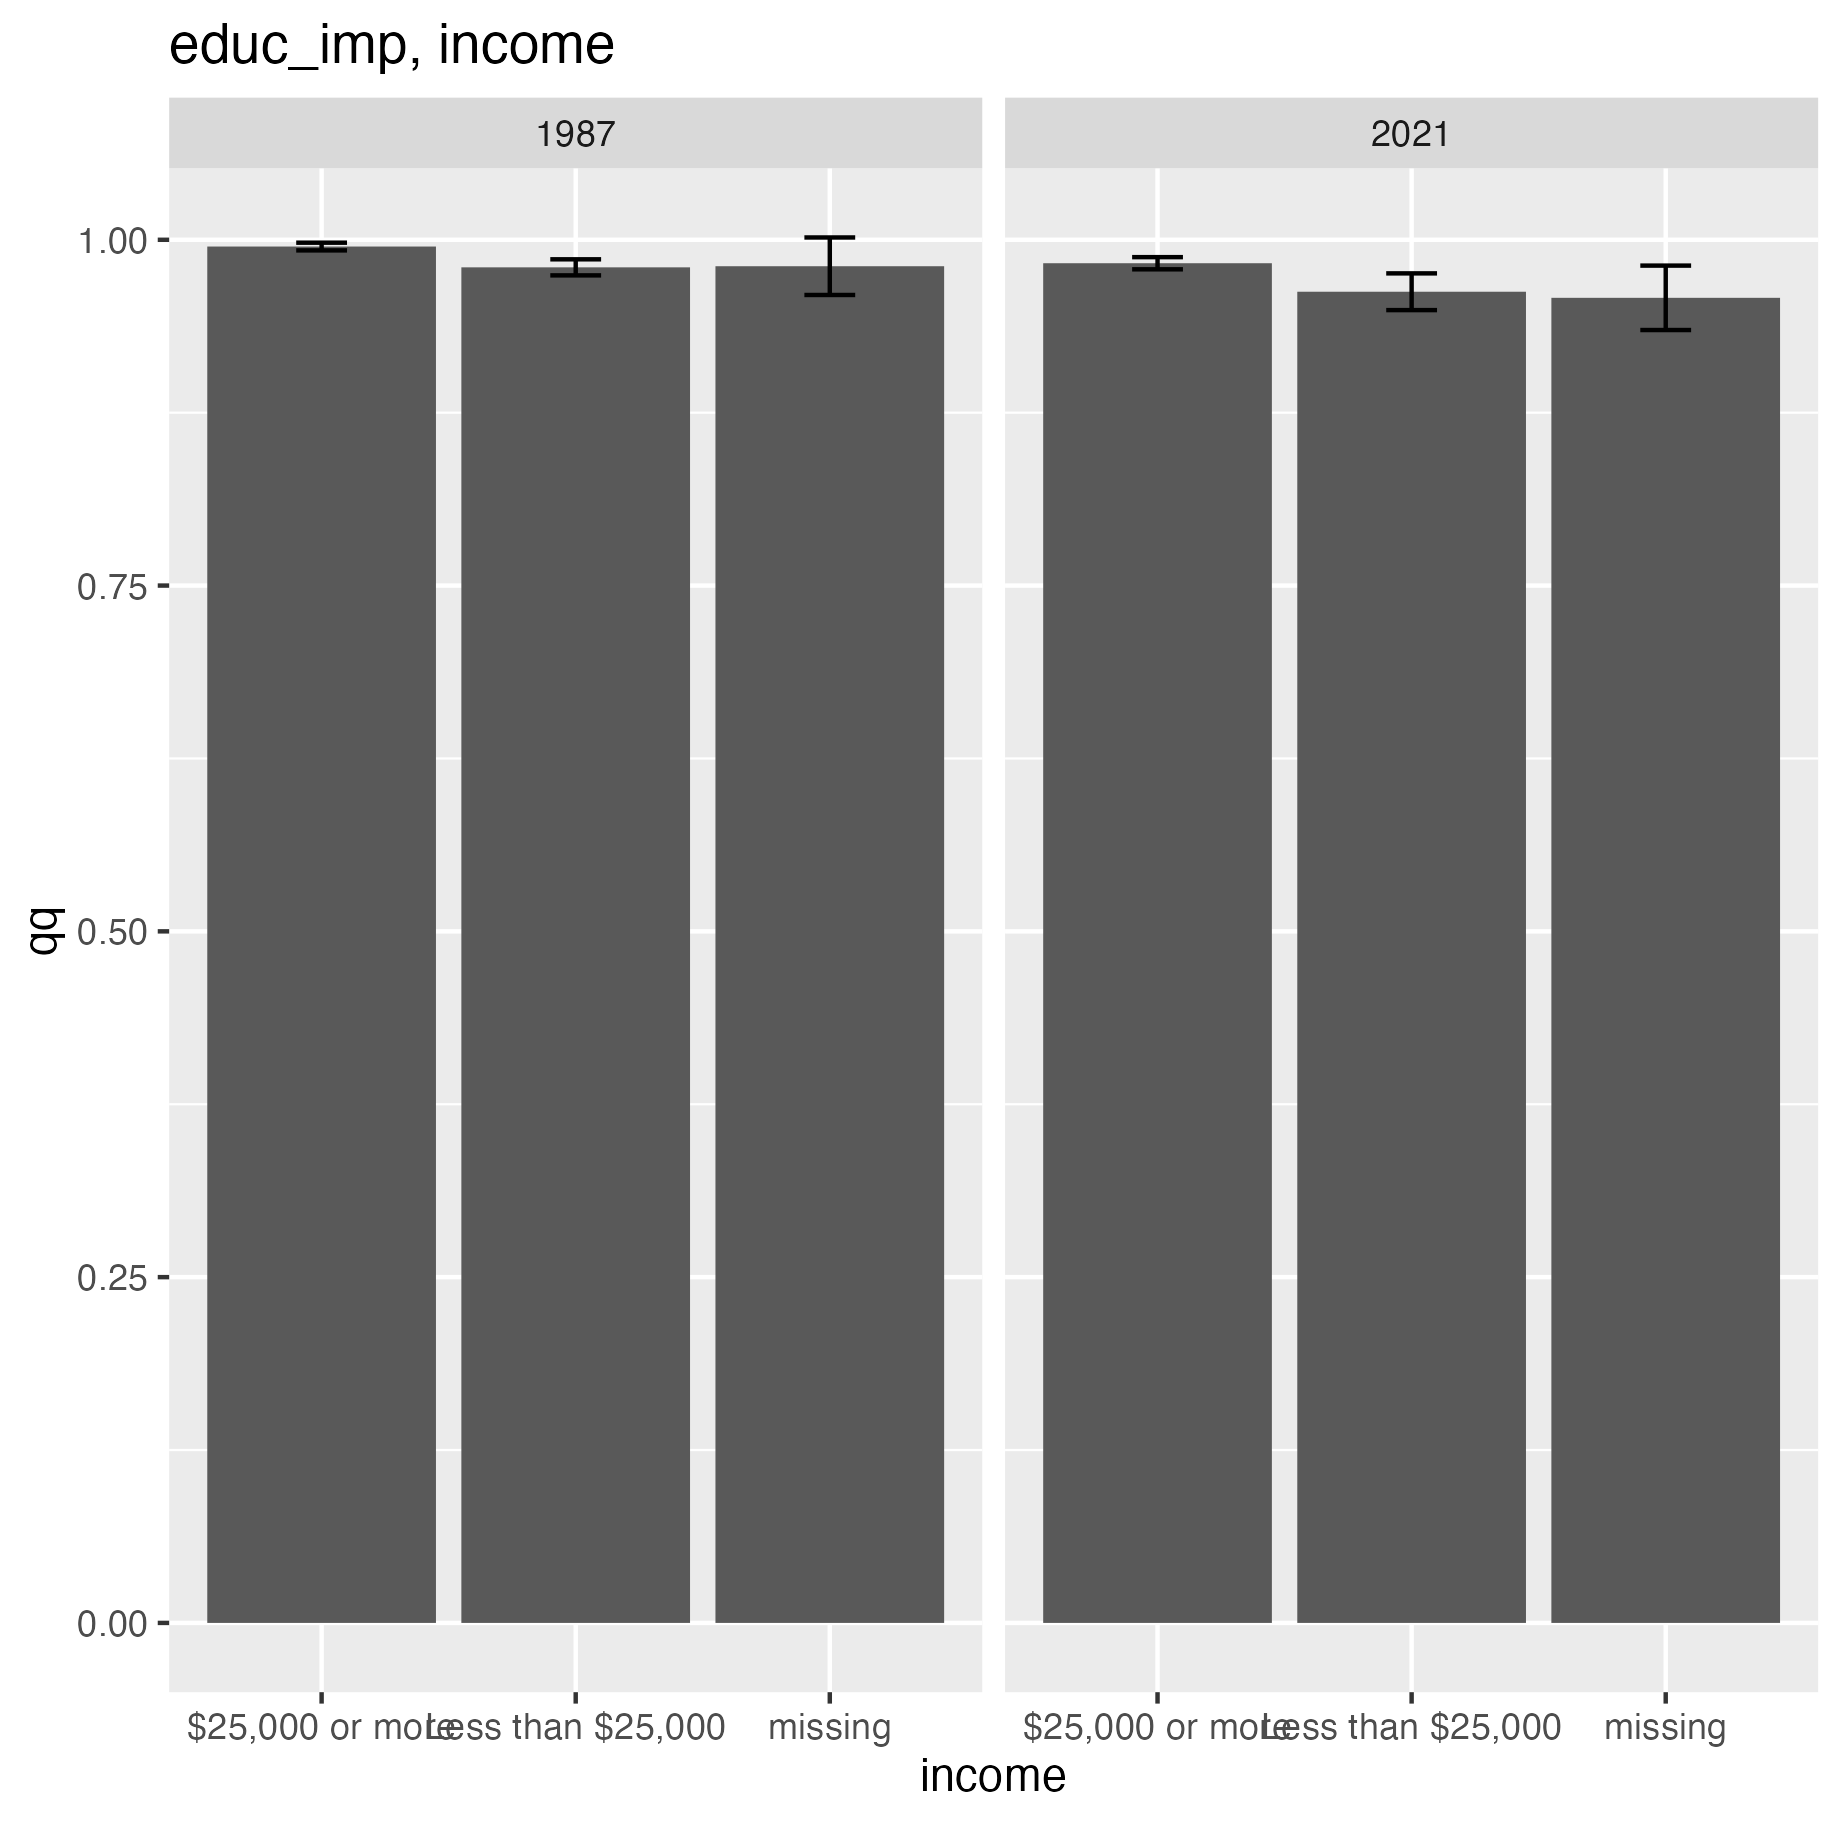 educ_imp, income
1987 2021
1.00
0.75
0.50
0.25
0.00
qq
$25,000 or more Less than $25,000 missing $25,000 or more Less than $25,000 missing
income